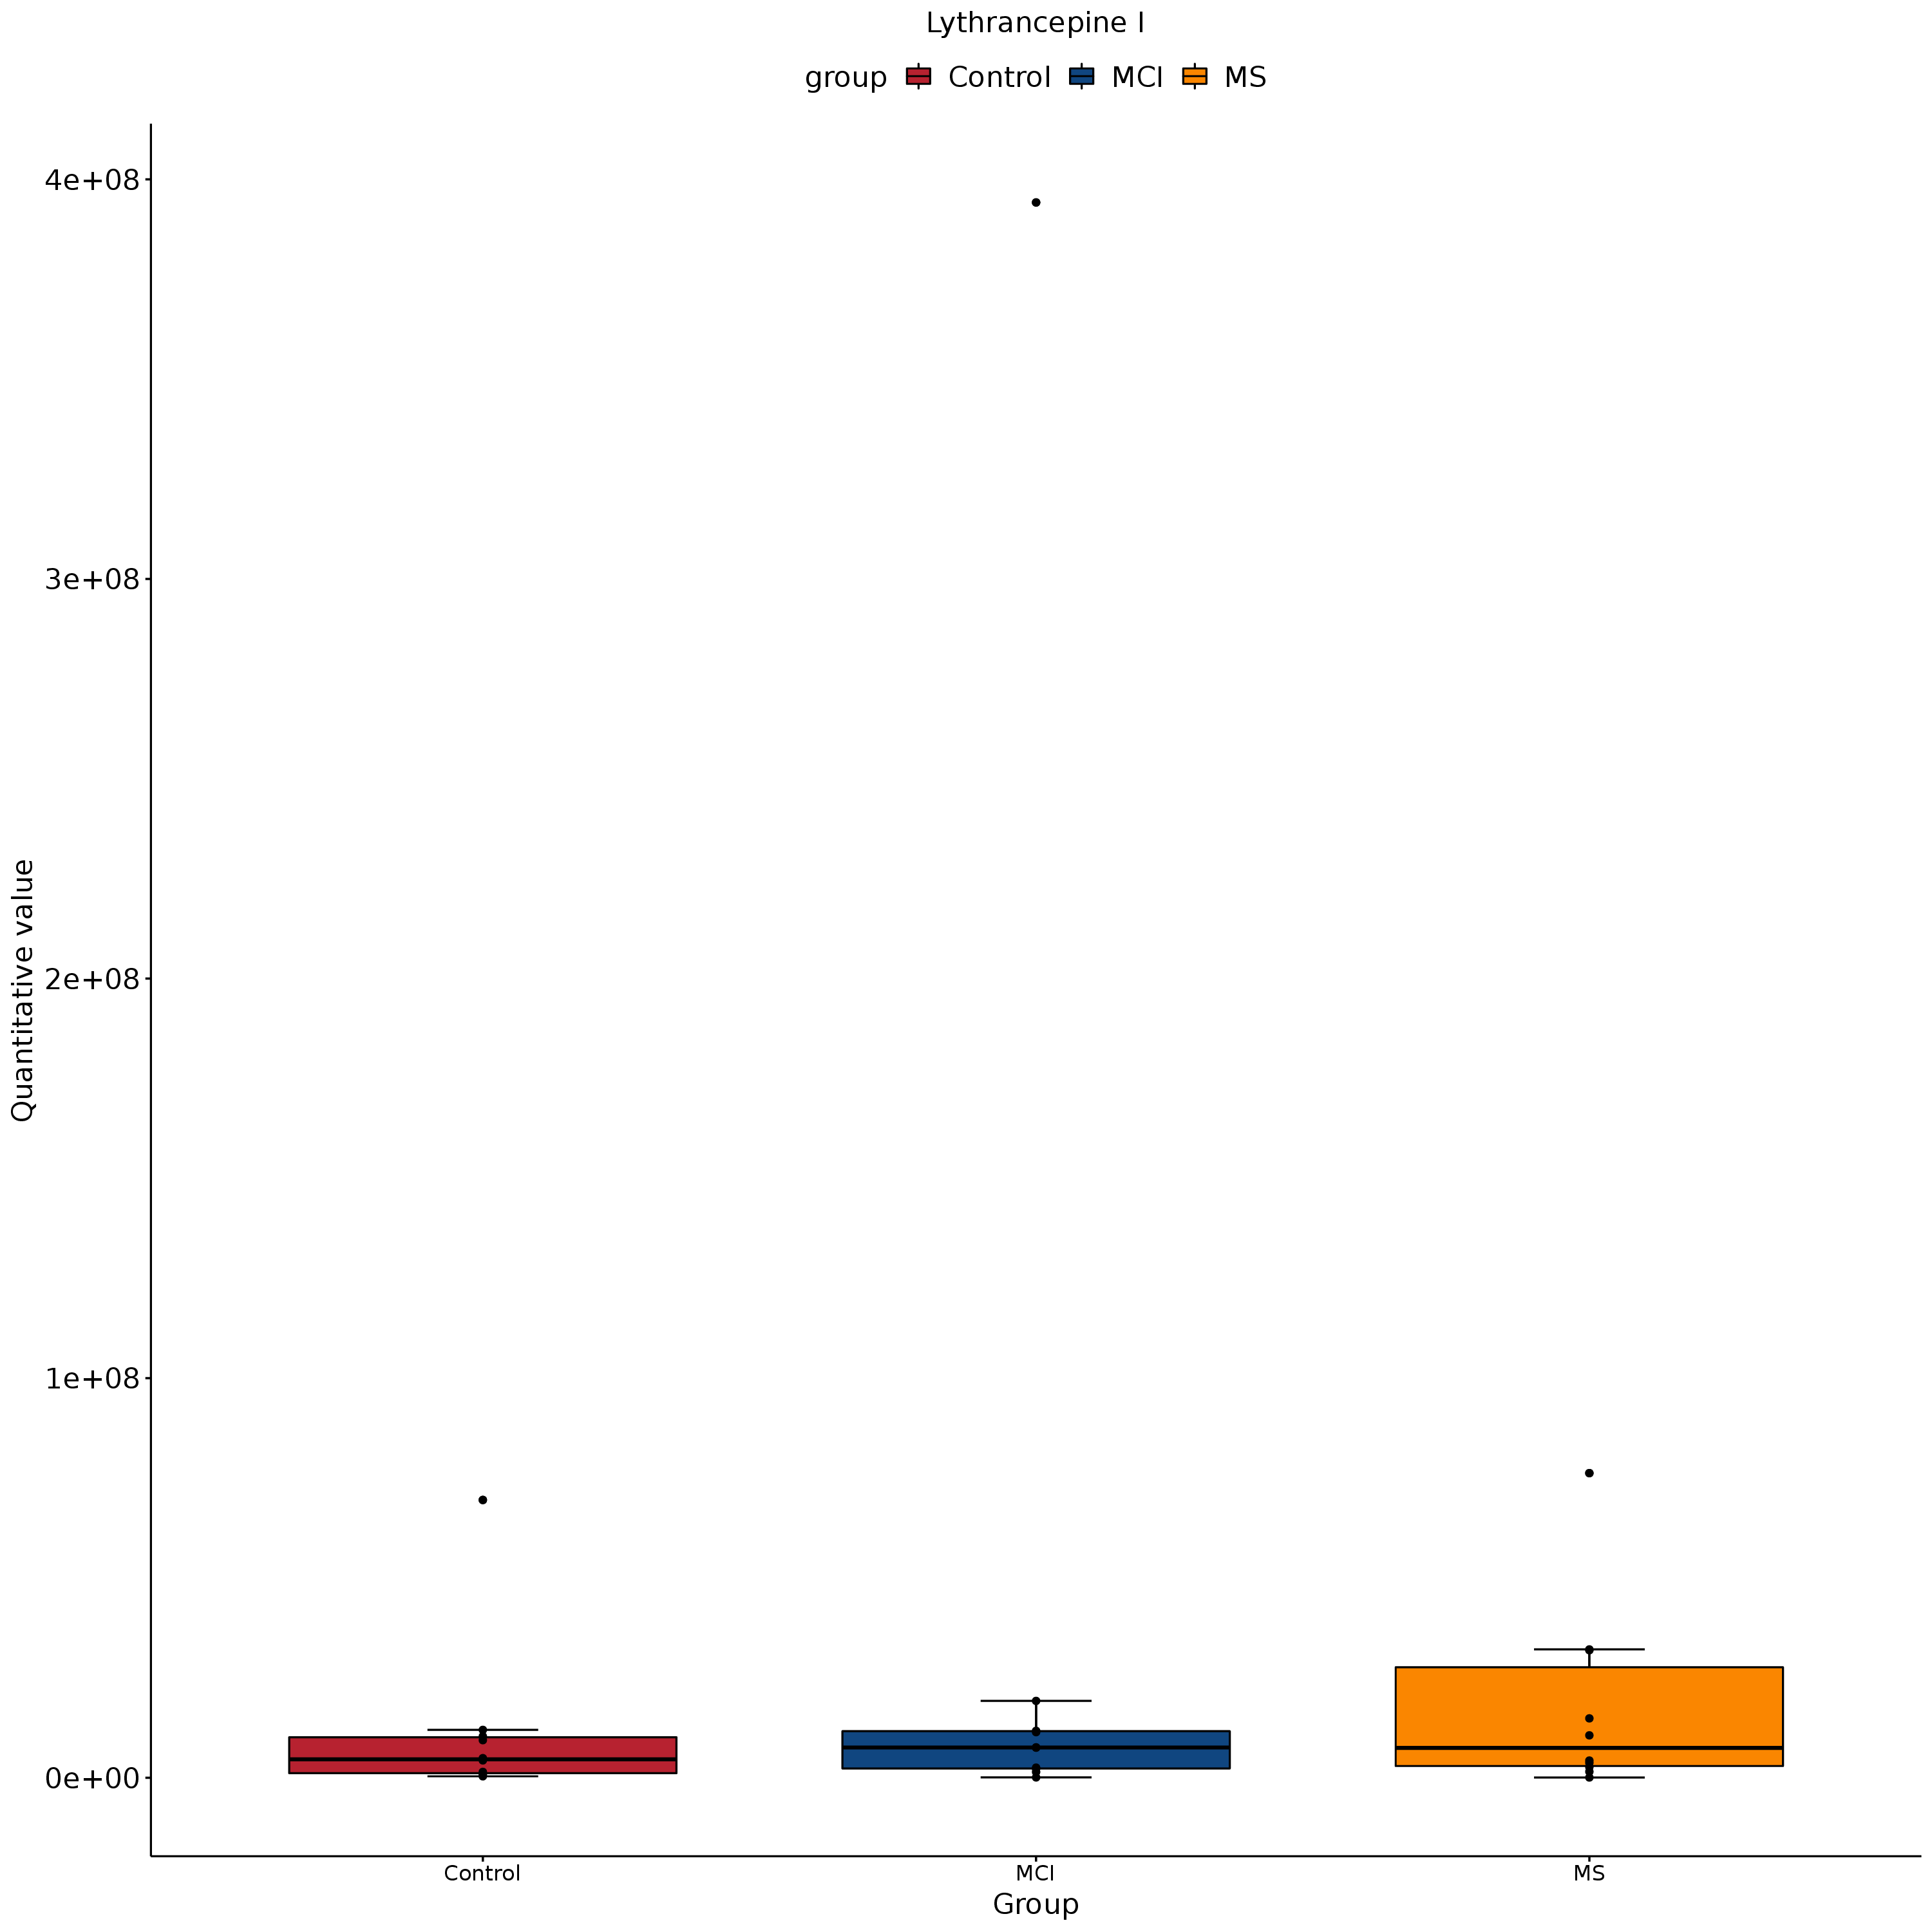 Lythrancepine I
group Control MCI MS
4e+08
3e+08
2e+08
1e+08
0e+00
Quantitative value
Control MCI MS
Group